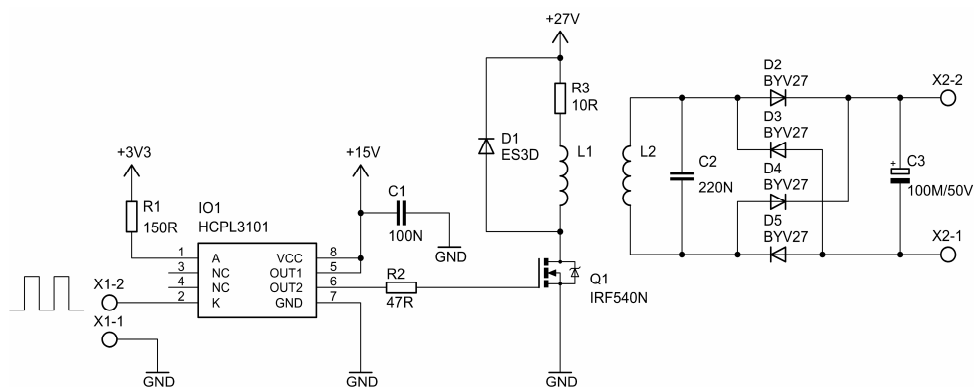 +27V
D2
BYV27
X2-2
R3
10R
D3
BYV27
D1
ES3D
L1
L2
C2
220N
D4
BYV27
+
C3
100M/50V
+3V3
+15V
R1
150R
IO1
HCPL3101
C1
100N
GND
D5
BYV27
X2-1
1
A
VCC
8
3
NC
OUT1
5
4
NC
OUT2
6
2
K
GND
7
R2
47R
Q1
IRF540N
X1-2
X1-1
GND
GND
GND